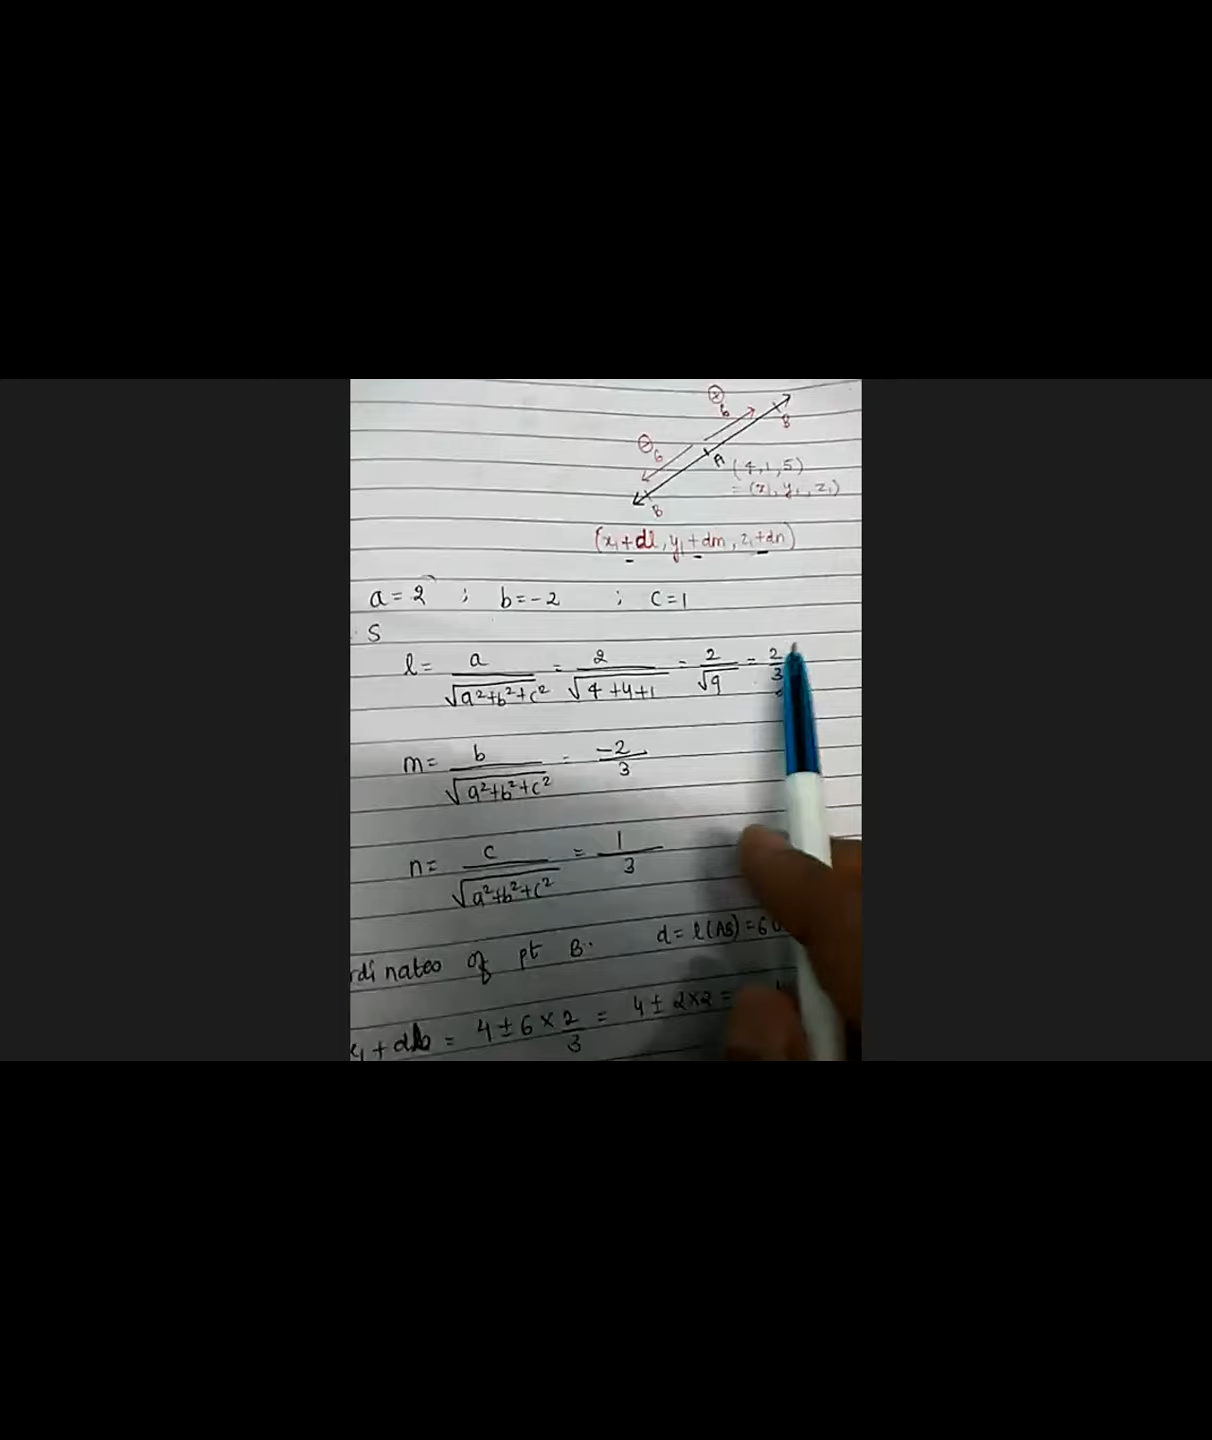 6
B
6
A
(4,1,5)
= (x₁, y₁, z₁)
B
(x₁+dl, y₁+dm, z₁+dn)
a=2 ; b=-2 ; c=1
S
l= a/√a²+b²+c² = 2/√4+4+1 = 2/√9 = 2/3
m= b/√a²+b²+c² = -2/3
n= c/√a²+b²+c² = 1/3
rdinates of pt B. d=l(AB)=6
x₁+dl = 4±6×2/3 = 4±2×2 =